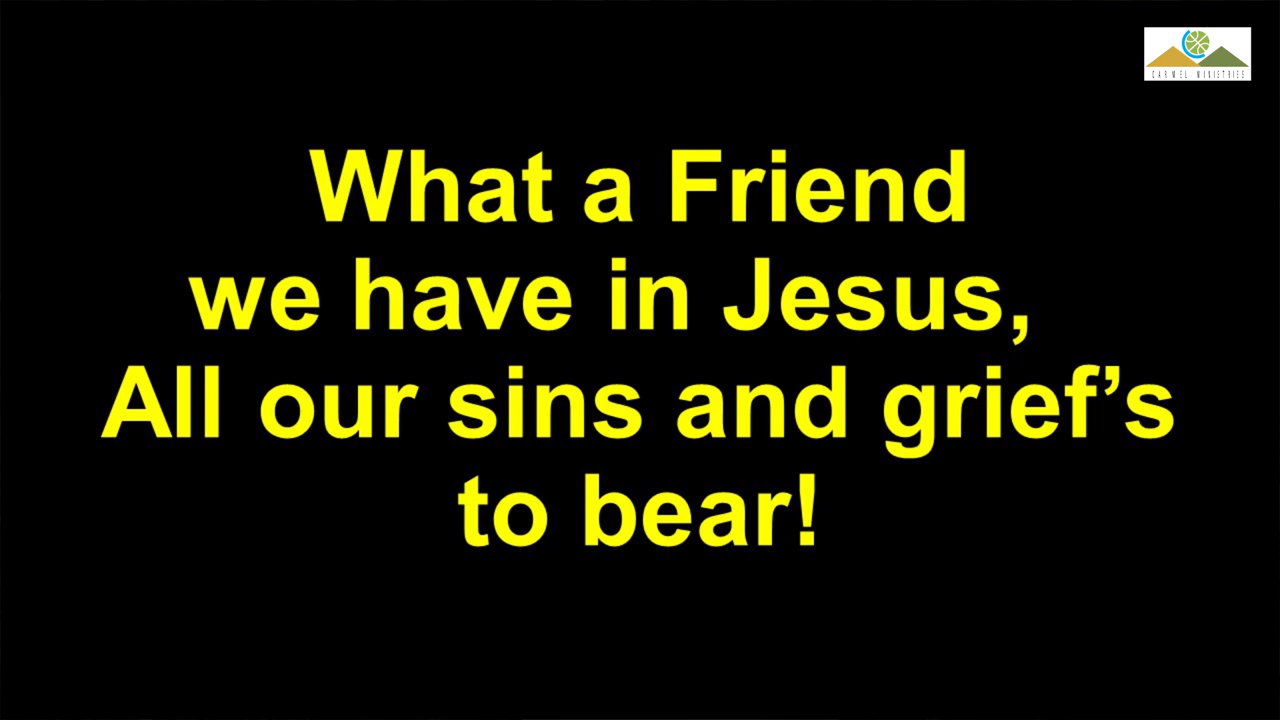 CARMEL MINISTRIES
What a Friend
we have in Jesus,
All our sins and grief’s
to bear!